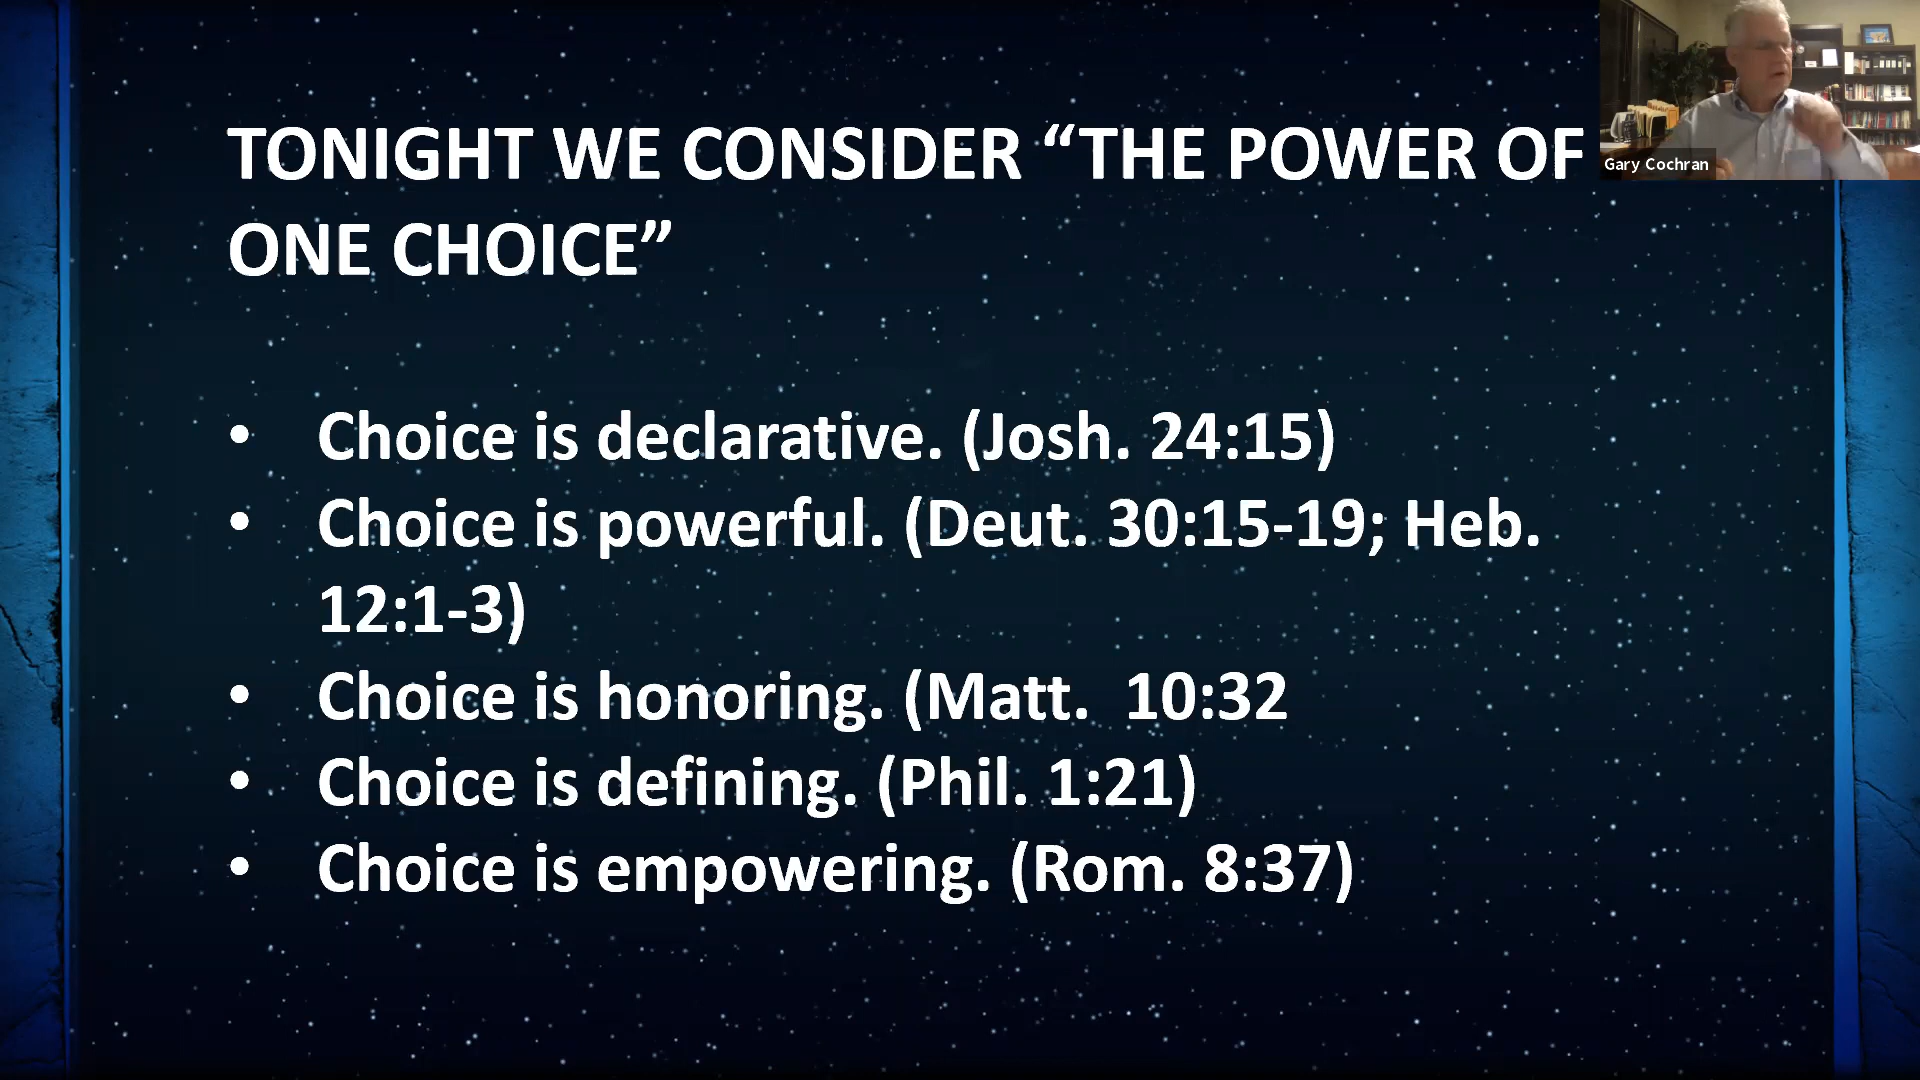 TONIGHT WE CONSIDER “THE POWER OF
ONE CHOICE”
Gary Cochran
• Choice is declarative. (Josh. 24:15)
• Choice is powerful. (Deut. 30:15-19; Heb.
12:1-3)
• Choice is honoring. (Matt.  10:32
• Choice is defining. (Phil. 1:21)
• Choice is empowering. (Rom. 8:37)